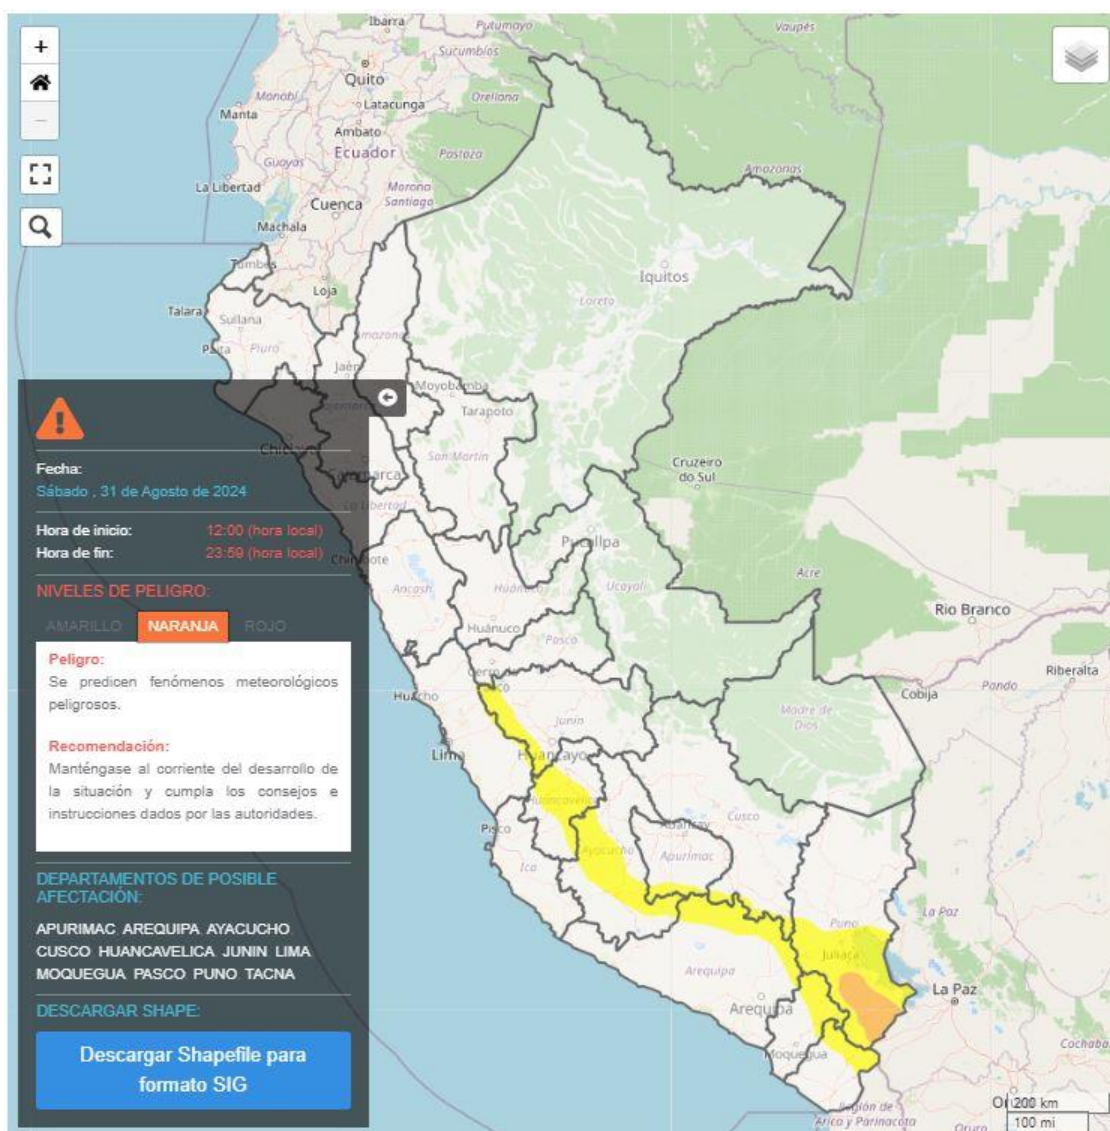 Ibarra
Putumayo
Vaupés
Sucumbíos
Quito
Orellana
Manabí
Latacunga
Manta
Ambato
Ecuador
Guayas
Pastaza
Amazonas
La Libertad
Morona
Santiago
Cuenca
Machala
Tumbes
Loja
Iquitos
Loreto
Talara
Sullana
Paita
Piura
Amazonas
Jaén
Moyobamba
Tarapoto
Cajamarca
San Martín
Cruzeiro
do Sul
La Libertad
Chimbote
Pucallpa
Ancash
Huánuco
Ucayali
Acre
Rio Branco
Huánuco
Pasco
Riberalta
Cobija
Pando
Huacho
Junín
Madre de
Dios
Lima
Huancayo
Huancavelica
Cusco
Pisco
Abancay
Ica
Ayacucho
Apurímac
La Paz
Puno
Juliaca
Arequipa
La Paz
Arequipa
Moquegua
Cochaba
Región de
Arica y Parinacota
Oruro
+
−
Fecha:
Sábado , 31 de Agosto de 2024
Hora de inicio: 12:00 (hora local)
Hora de fin: 23:59 (hora local)
NIVELES DE PELIGRO:
AMARILLO NARANJA ROJO
Peligro:
Se predicen fenómenos meteorológicos
peligrosos.
Recomendación:
Manténgase al corriente del desarrollo de
la situación y cumpla los consejos e
instrucciones dados por las autoridades.
DEPARTAMENTOS DE POSIBLE
AFECTACIÓN:
APURIMAC AREQUIPA AYACUCHO
CUSCO HUANCAVELICA JUNIN LIMA
MOQUEGUA PASCO PUNO TACNA
DESCARGAR SHAPE:
Descargar Shapefile para
formato SIG
200 km
100 mi